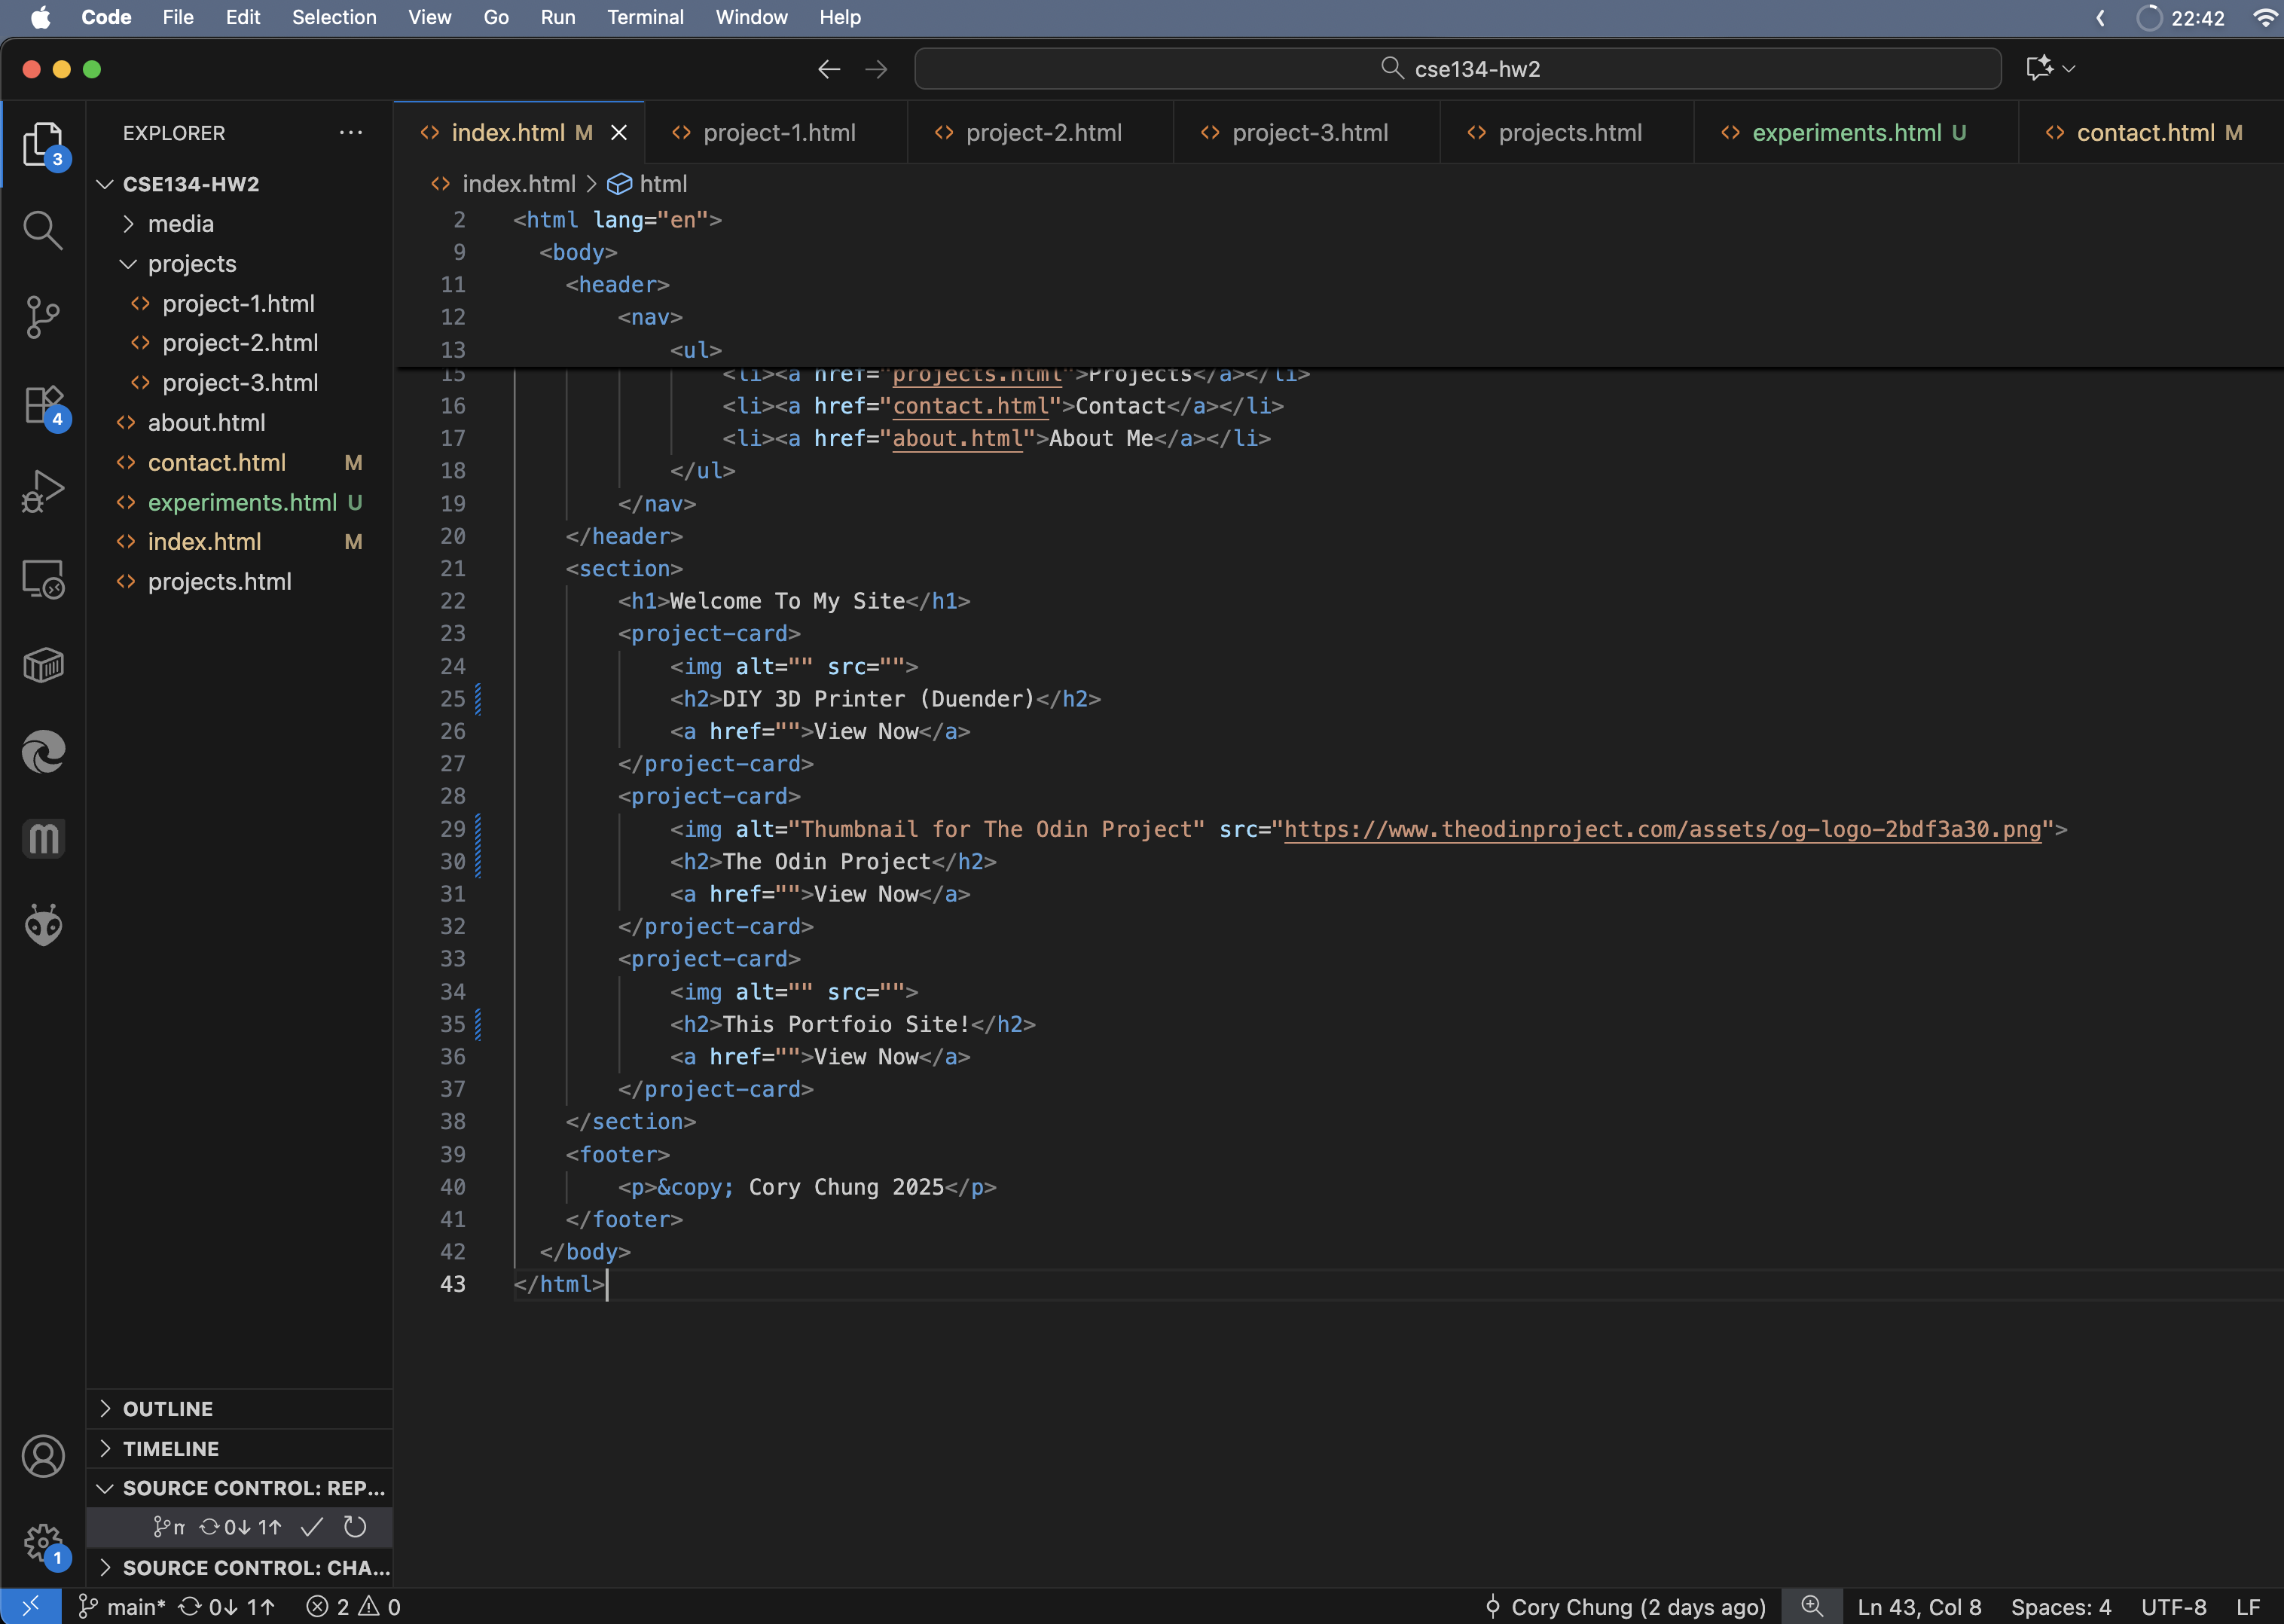 Code File Edit Selection View Go Run Terminal Window Help 22:42
cse134-hw2
EXPLORER
index.html M project-1.html project-2.html project-3.html projects.html experiments.html U contact.html M
index.html > html
3
CSE134-HW2
media
projects
project-1.html
project-2.html
project-3.html
about.html
contact.html M
experiments.html U
index.html M
projects.html
4
2 <html lang="en">
9 <body>
11 <header>
12 <nav>
13 <ul>
15 <li><a href="projects.html">Projects</a></li>
16 <li><a href="contact.html">Contact</a></li>
17 <li><a href="about.html">About Me</a></li>
18 </ul>
19 </nav>
20 </header>
21 <section>
22 <h1>Welcome To My Site</h1>
23 <project-card>
24 <img alt="" src="">
25 <h2>DIY 3D Printer (Duender)</h2>
26 <a href="">View Now</a>
27 </project-card>
28 <project-card>
29 <img alt="Thumbnail for The Odin Project" src="https://www.theodinproject.com/assets/og-logo-2bdf3a30.png">
30 <h2>The Odin Project</h2>
31 <a href="">View Now</a>
32 </project-card>
33 <project-card>
34 <img alt="" src="">
35 <h2>This Portfoio Site!</h2>
36 <a href="">View Now</a>
37 </project-card>
38 </section>
39 <footer>
40 <p>&copy; Cory Chung 2025</p>
41 </footer>
42 </body>
43 </html>
OUTLINE
TIMELINE
SOURCE CONTROL: REP...
0↓ 1↑
SOURCE CONTROL: CHA...
1
main* 0↓ 1↑ 2 0 Cory Chung (2 days ago) Ln 43, Col 8 Spaces: 4 UTF-8 LF